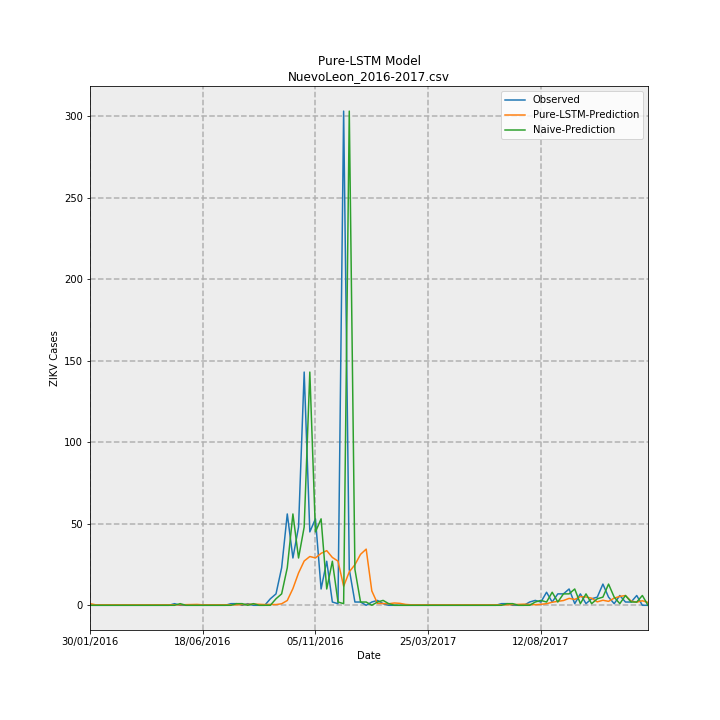 Pure-LSTM Model
NuevoLeon_2016-2017.csv
Observed
Pure-LSTM-Prediction
Naive-Prediction
300
250
200
150
100
50
0
ZIKV Cases
30/01/2016
18/06/2016
05/11/2016
25/03/2017
12/08/2017
Date